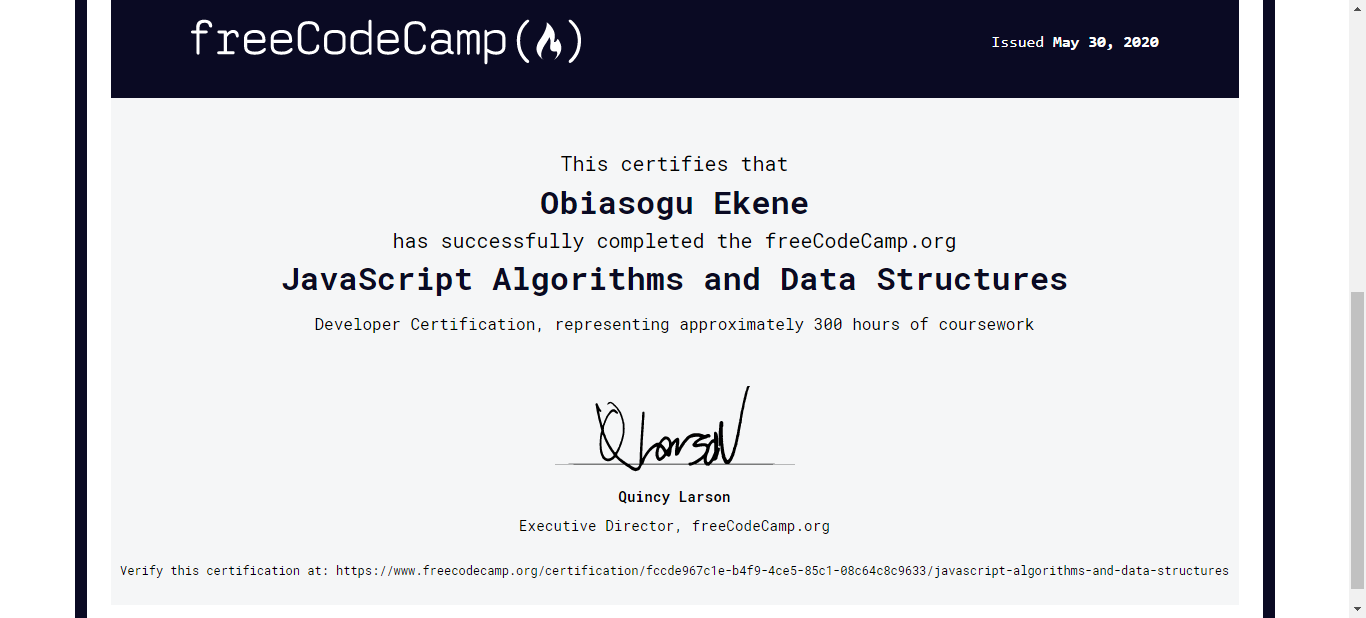 freeCodeCamp
Issued May 30, 2020
This certifies that
Obiasogu Ekene
has successfully completed the freeCodeCamp.org
JavaScript Algorithms and Data Structures
Developer Certification, representing approximately 300 hours of coursework
Q Larson
Quincy Larson
Executive Director, freeCodeCamp.org
Verify this certification at: https://www.freecodecamp.org/certification/fccde967c1e-b4f9-4ce5-85c1-08c64c8c9633/javascript-algorithms-and-data-structures